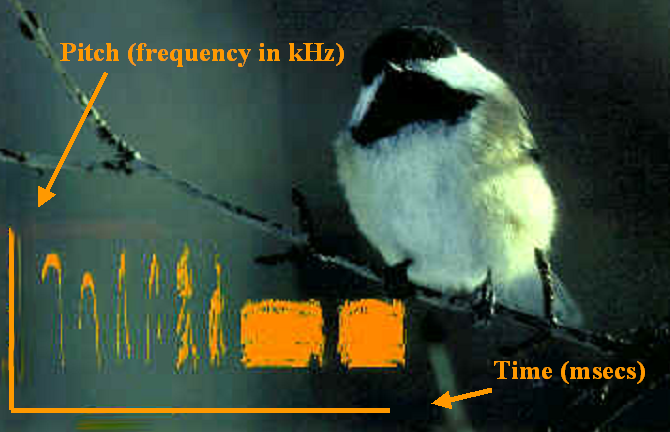 Pitch (frequency in kHz)
Time (msecs)